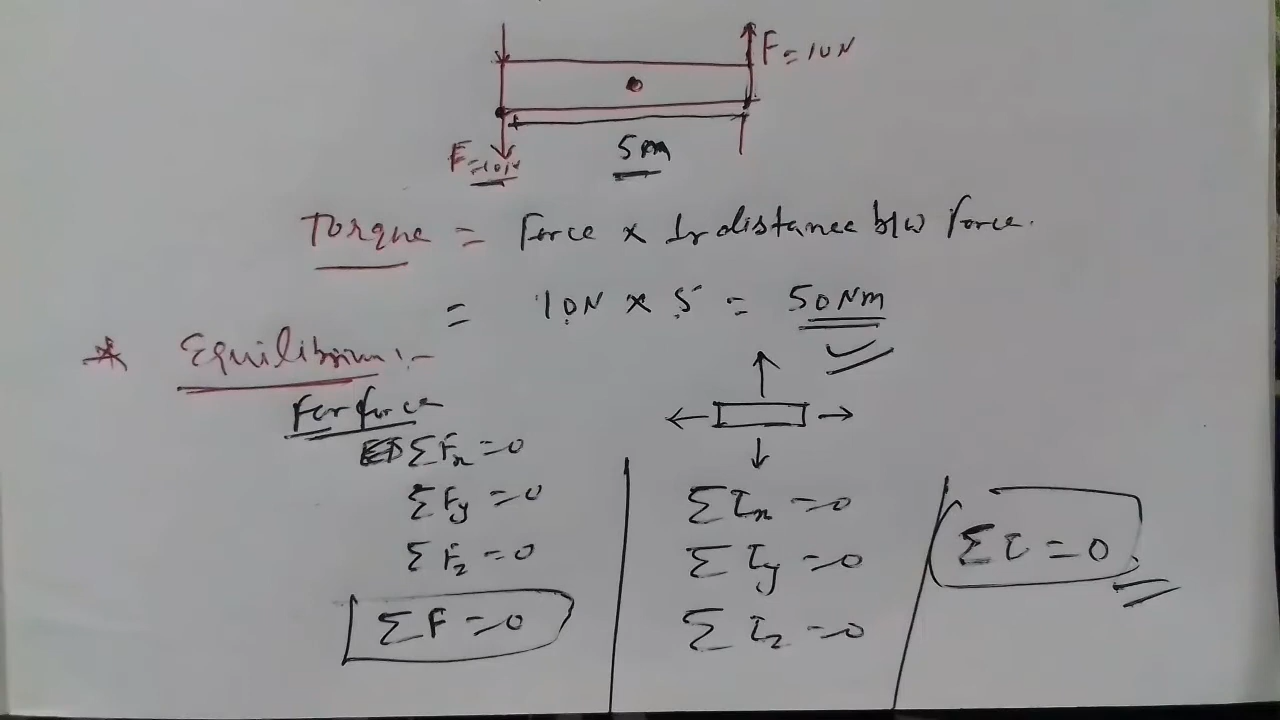 F=10N
F=10N
5m
Torque = Force × ⊥r distance b/w force.
= 10N × 5 = 50Nm
* Equilibrium :-
For force
ΣFx=0
ΣFy=0
ΣFz=0
ΣF=0
Στx=0
Στy=0
Στz=0
Στ=0